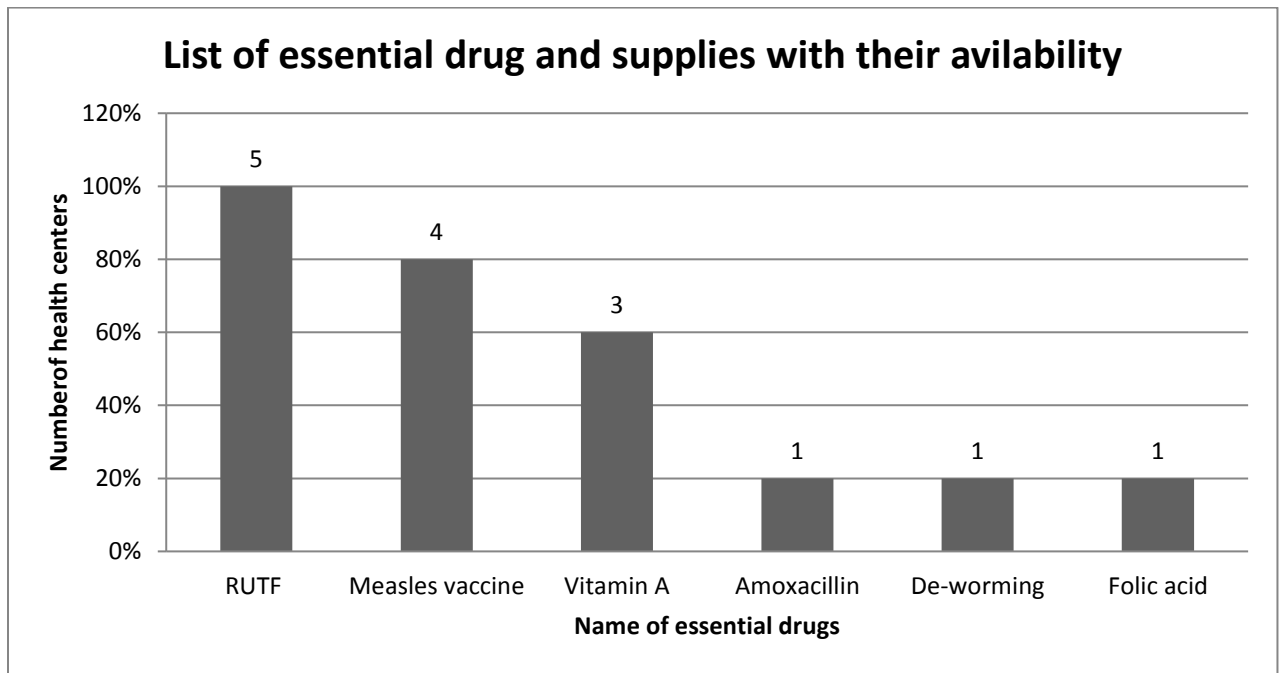 List of essential drug and supplies with their avilability
120%
100%
80%
60%
40%
20%
0%
Numberof health centers
5
4
3
1
1
1
RUTF
Measles vaccine
Vitamin A
Amoxacillin
De-worming
Folic acid
Name of essential drugs